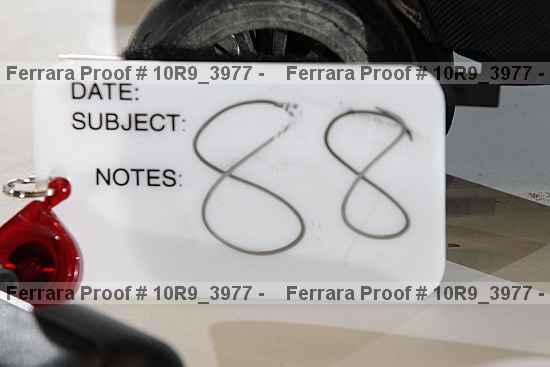 Ferrara Proof # 10R9_3977 - Ferrara Proof # 10R9_3977 -
DATE:
SUBJECT: 88
NOTES:
Ferrara Proof # 10R9_3977 - Ferrara Proof # 10R9_3977 -